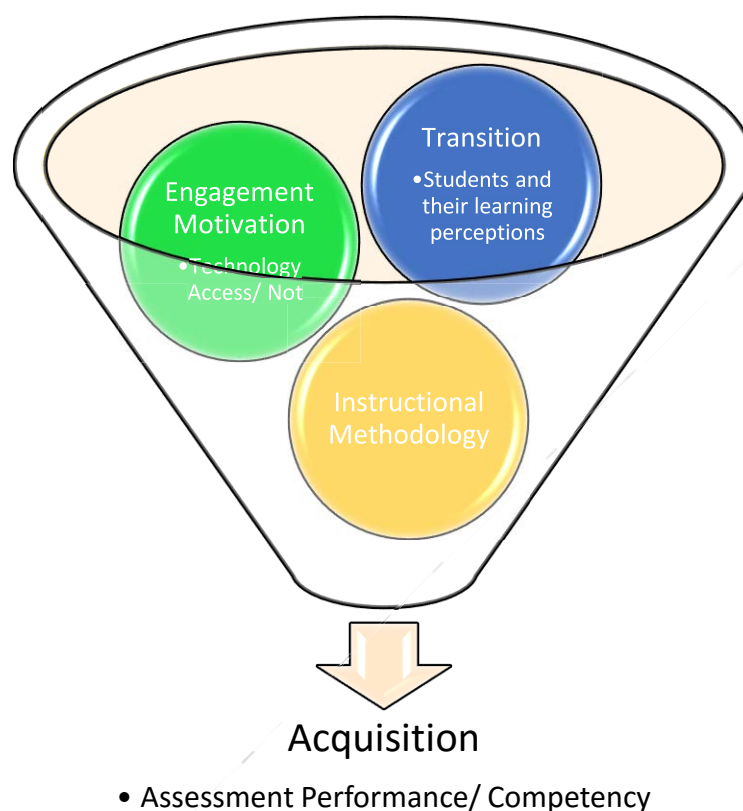 Transition
•Students and
their learning
perceptions
Engagement
Motivation
•Technology
Access/ Not
Instructional
Methodology
Acquisition
• Assessment Performance/ Competency